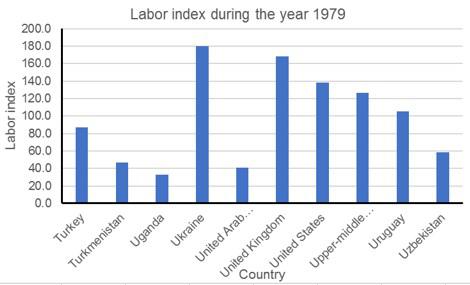 Labor index during the year 1979
Labor index
200.0
180.0
160.0
140.0
120.0
100.0
80.0
60.0
40.0
20.0
0.0
Turkey
Turkmenistan
Uganda
Ukraine
United Arab...
United Kingdom
United States
Upper-middle...
Uruguay
Uzbekistan
Country